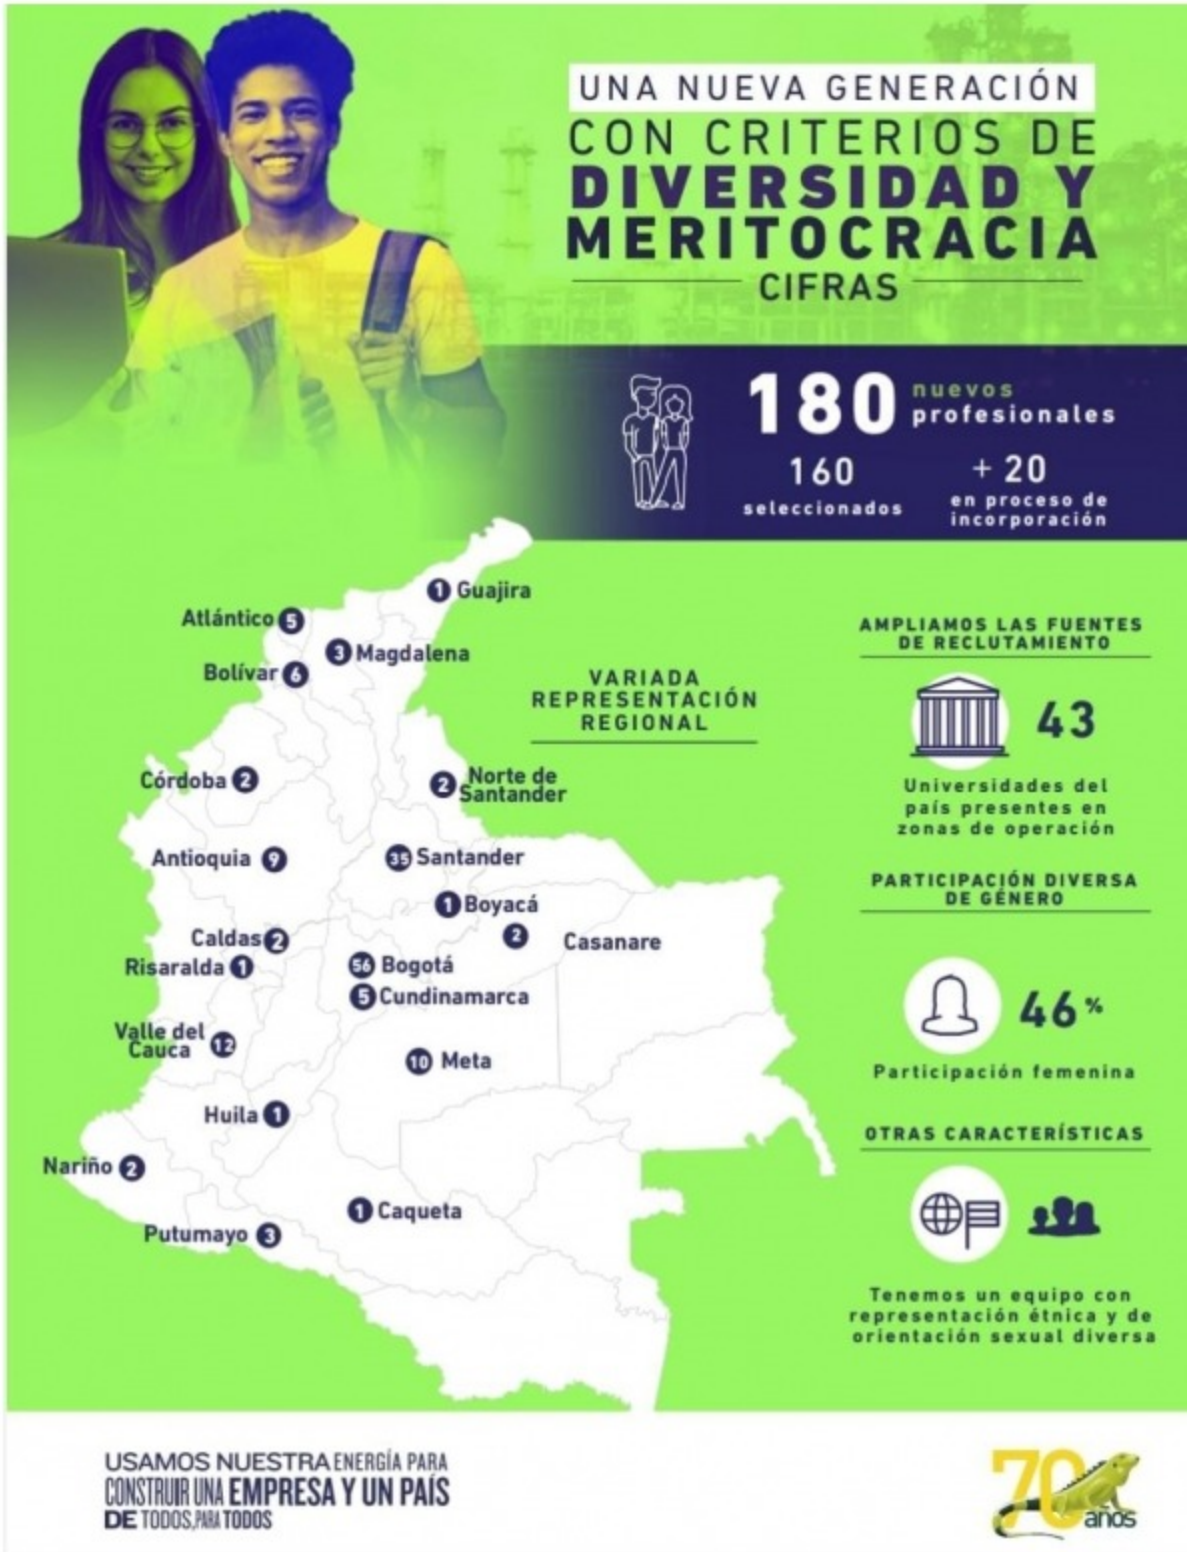 UNA NUEVA GENERACIÓN
CON CRITERIOS DE
DIVERSIDAD Y
MERITOCRACIA
CIFRAS
180 nuevos
profesionales
160
seleccionados
+ 20
en proceso de
incorporación
1 Guajira
Atlántico 5
3 Magdalena
Bolívar 6
VARIADA
REPRESENTACIÓN
REGIONAL
Córdoba 2
2 Norte de
Santander
Antioquia 9
35 Santander
1 Boyacá
Caldas 2
2 Casanare
Risaralda 1
56 Bogotá
5 Cundinamarca
Valle del
Cauca 12
10 Meta
Huila 1
Nariño 2
1 Caqueta
Putumayo 3
AMPLIAMOS LAS FUENTES
DE RECLUTAMIENTO
43
Universidades del
país presentes en
zonas de operación
PARTICIPACIÓN DIVERSA
DE GÉNERO
46 %
Participación femenina
OTRAS CARACTERÍSTICAS
Tenemos un equipo con
representación étnica y de
orientación sexual diversa
USAMOS NUESTRA ENERGÍA PARA
CONSTRUIR UNA EMPRESA Y UN PAÍS
DE TODOS, PARA TODOS
70
años